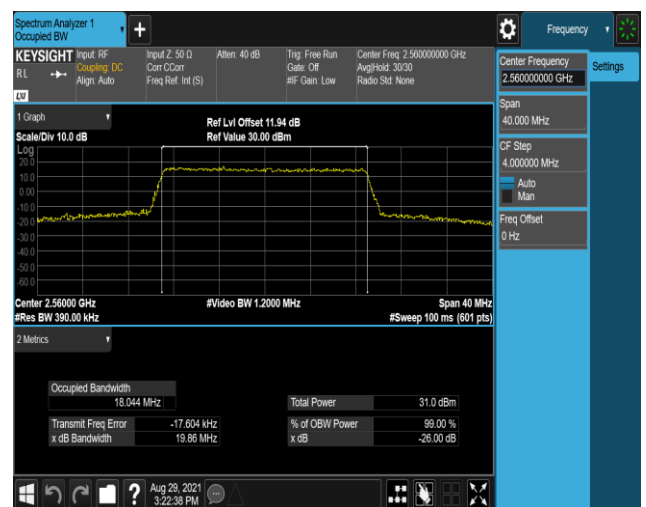 Spectrum Analyzer 1
Occupied BW
+
Frequency
KEYSIGHT
RL
LXI
Input: RF
Coupling: DC
Align: Auto
Input Z: 50 Ω
Corr CCorr
Freq Ref: Int (S)
Atten: 40 dB
Trig: Free Run
Gate: Off
#IF Gain: Low
Center Freq: 2.560000000 GHz
Avg|Hold: 30/30
Radio Std: None
Center Frequency
2.560000000 GHz
Settings
Span
40.000 MHz
CF Step
4.000000 MHz
Auto
Man
Freq Offset
0 Hz
1 Graph
Scale/Div 10.0 dB
Ref Lvl Offset 11.94 dB
Ref Value 30.00 dBm
Log
20.0
10.0
0.00
-10.0
-20.0
-30.0
-40.0
-50.0
-60.0
Center 2.56000 GHz
#Res BW 390.00 kHz
#Video BW 1.2000 MHz
Span 40 MHz
#Sweep 100 ms (601 pts)
2 Metrics
Occupied Bandwidth
18.044 MHz
Total Power 31.0 dBm
Transmit Freq Error -17.604 kHz
% of OBW Power 99.00 %
x dB Bandwidth 19.86 MHz
x dB -26.00 dB
?
Aug 29, 2021
3:22:38 PM